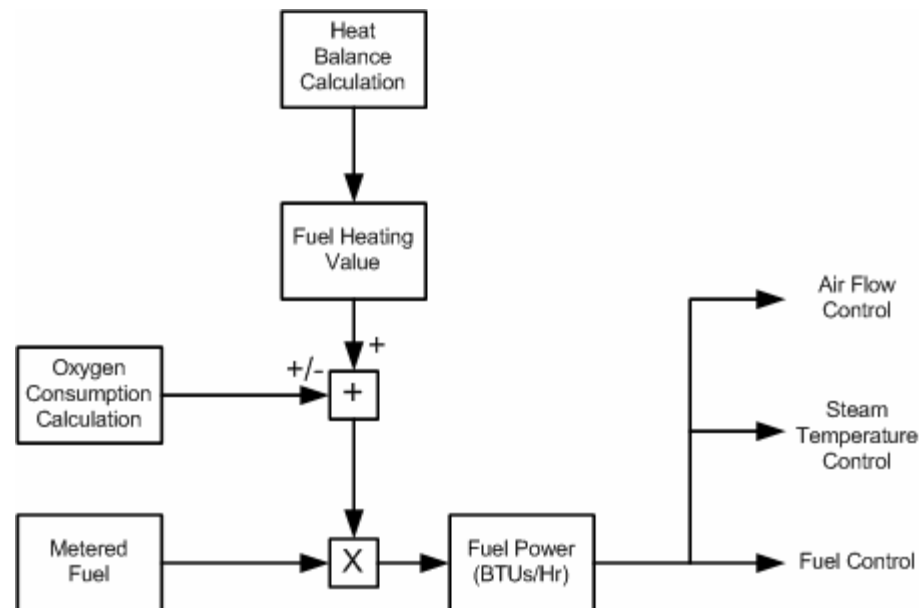 Heat
Balance
Calculation
Fuel Heating
Value
+
+/-
+
Oxygen
Consumption
Calculation
Metered
Fuel
X
Fuel Power
(BTUs/Hr)
Air Flow
Control
Steam
Temperature
Control
Fuel Control